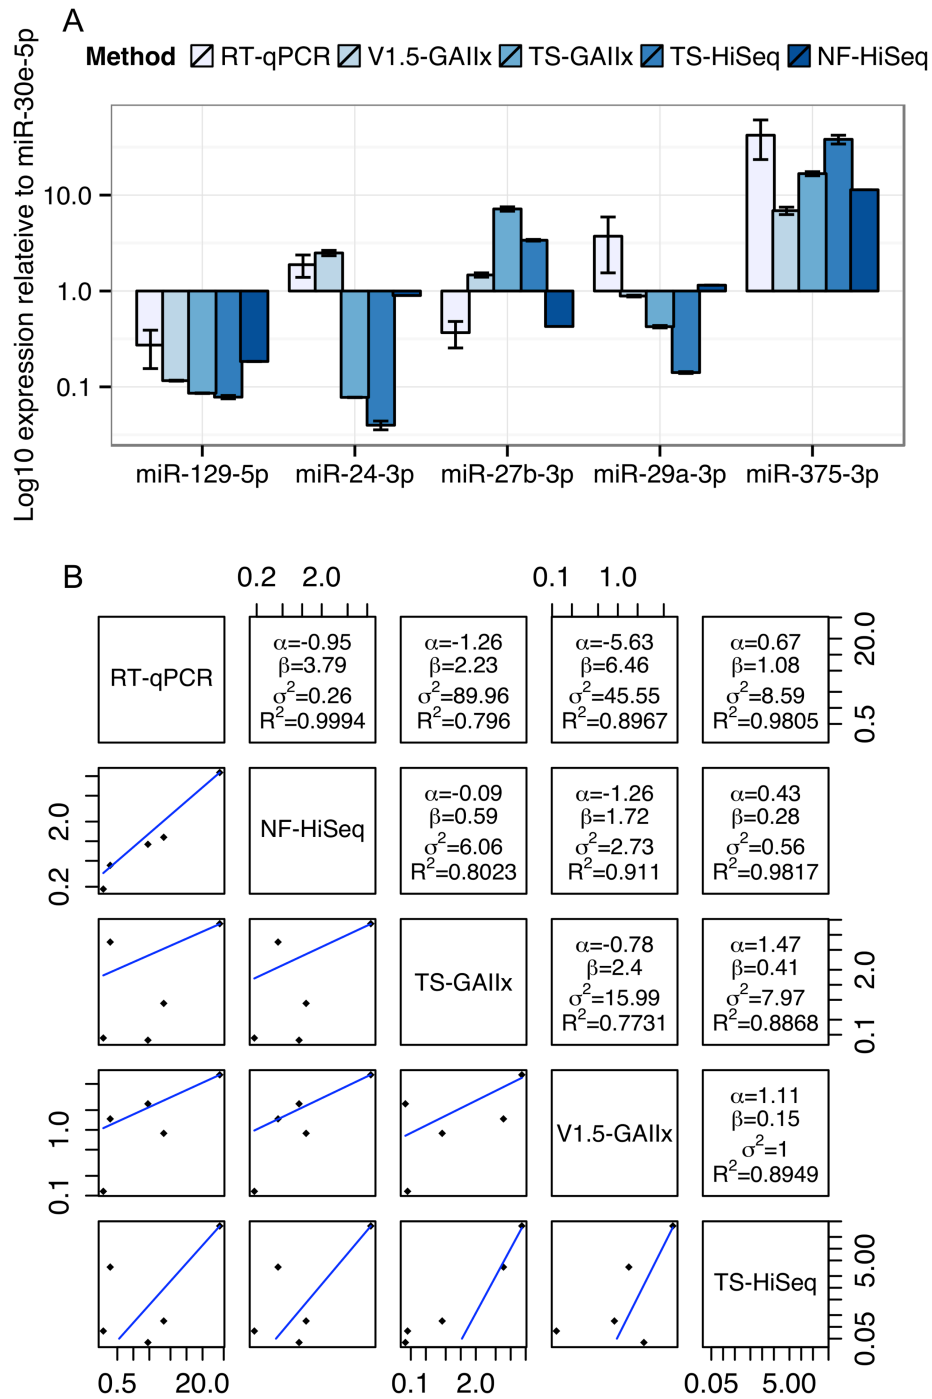 A
Method RT-qPCR V1.5-GAIIx TS-GAIIx TS-HiSeq NF-HiSeq
Log10 expression relateive to miR-30e-5p
10.0
1.0
0.1
miR-129-5p miR-24-3p miR-27b-3p miR-29a-3p miR-375-3p
B
0.2 2.0 0.1 1.0
RT-qPCR
α=-0.95
β=3.79
σ²=0.26
R²=0.9994
α=-1.26
β=2.23
σ²=89.96
R²=0.796
α=-5.63
β=6.46
σ²=45.55
R²=0.8967
α=0.67
β=1.08
σ²=8.59
R²=0.9805
0.5 20.0
0.2 2.0
NF-HiSeq
α=-0.09
β=0.59
σ²=6.06
R²=0.8023
α=-1.26
β=1.72
σ²=2.73
R²=0.911
α=0.43
β=0.28
σ²=0.56
R²=0.9817
TS-GAIIx
α=-0.78
β=2.4
σ²=15.99
R²=0.7731
α=1.47
β=0.41
σ²=7.97
R²=0.8868
0.1 2.0
0.1 1.0
V1.5-GAIIx
α=1.11
β=0.15
σ²=1
R²=0.8949
TS-HiSeq
0.05 5.00
0.5 20.0 0.1 2.0 0.05 5.00